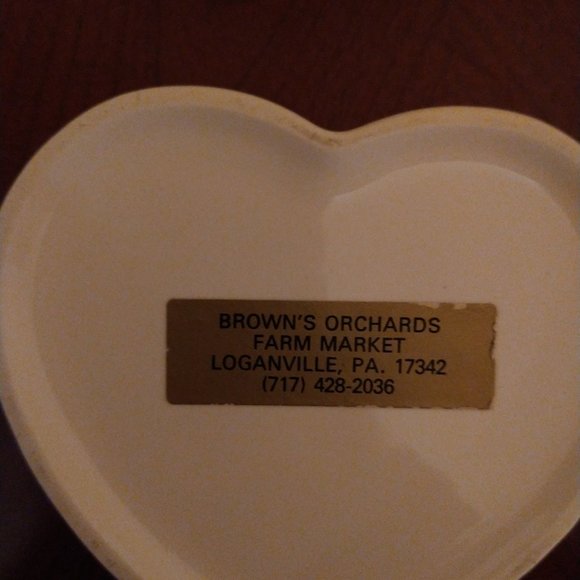 BROWN'S ORCHARDS
FARM MARKET
LOGANVILLE, PA. 17342
(717) 428-2036